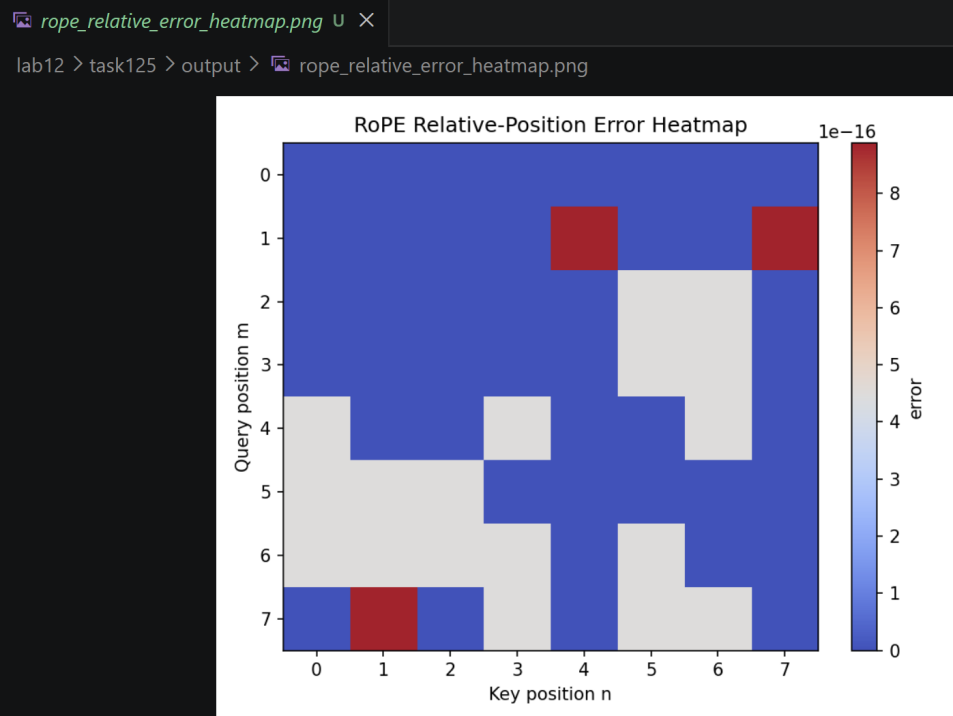 rope_relative_error_heatmap.png U
lab12 > task125 > output > rope_relative_error_heatmap.png
RoPE Relative-Position Error Heatmap
1e−16
0
1
2
3
4
5
6
7
Query position m
0 1 2 3 4 5 6 7
Key position n
8
7
6
5
4
3
2
1
0
error